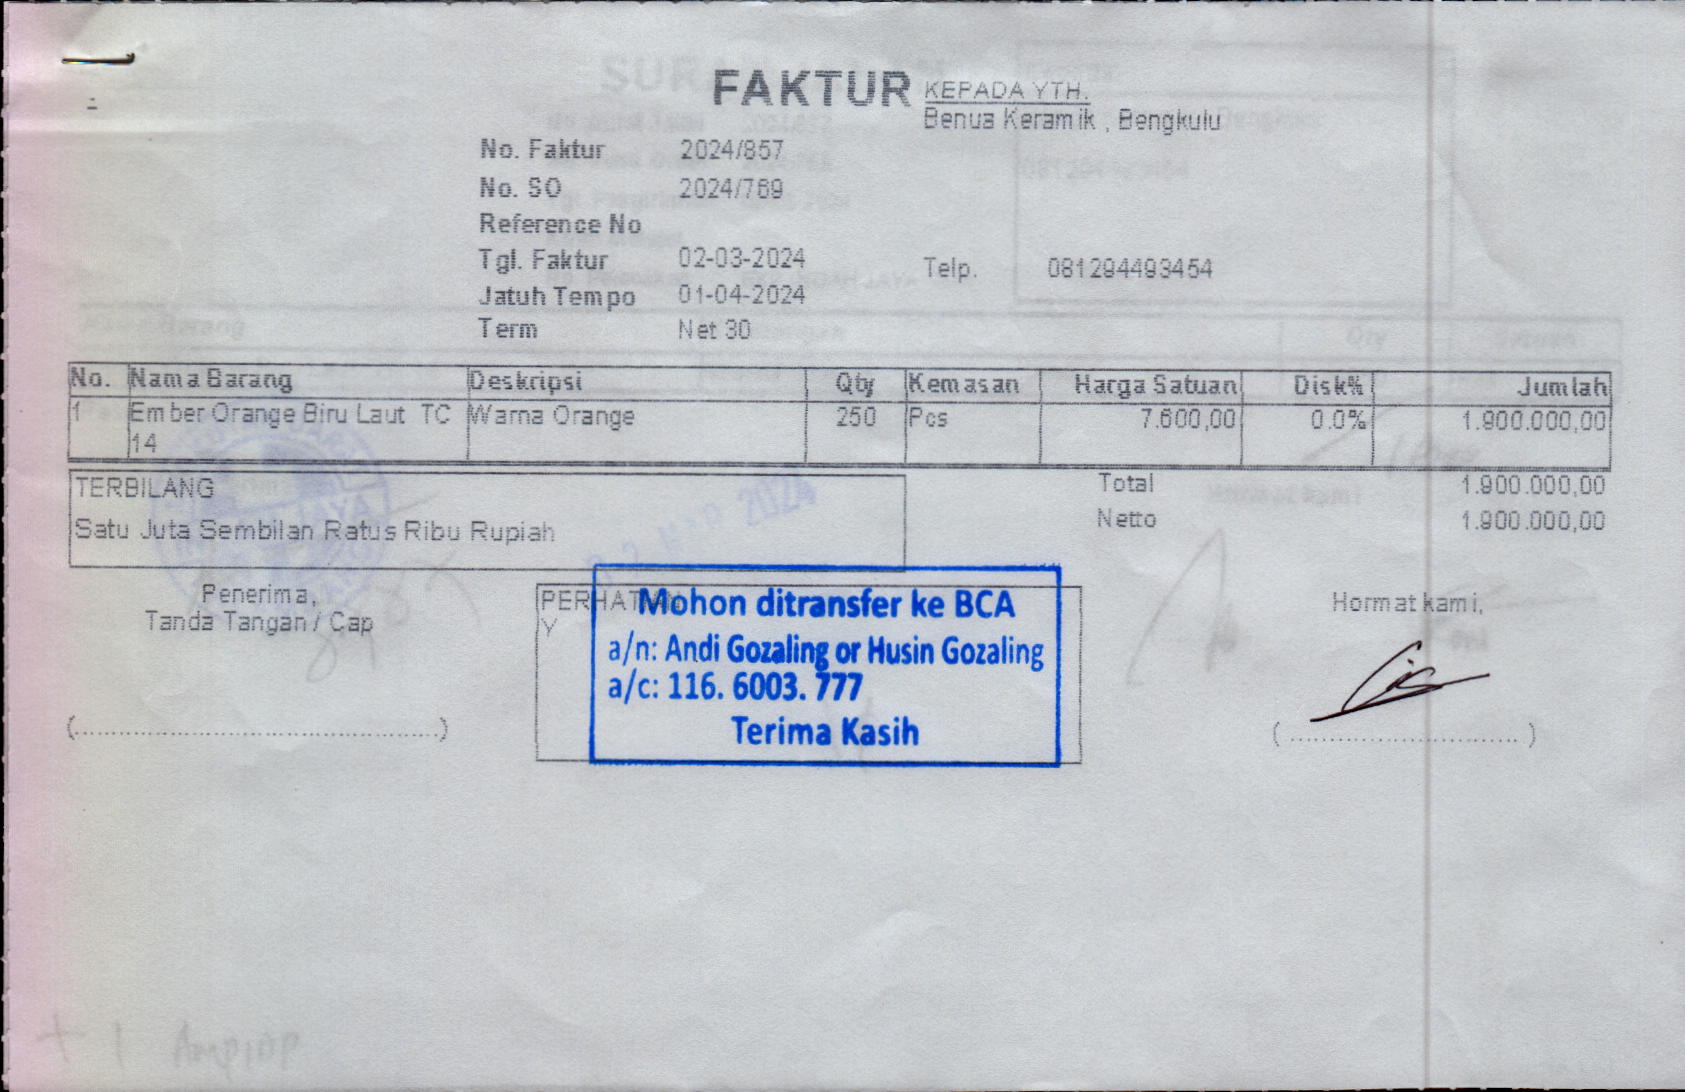 FAKTUR
KEPADA YTH.
Benua Keramik , Bengkulu
No. Faktur 2024/857
No. SO 2024/769
Reference No
Tgl. Faktur 02-03-2024
Telp. 081294493454
Jatuh Tempo 01-04-2024
Term Net 30
No. Nama Barang Deskripsi Qty Kemasan Harga Satuan Disk% Jumlah
1 Ember Orange Biru Laut TC Warna Orange 250 Pcs 7.600,00 0.0% 1.900.000,00
14
TERBILANG
Total 1.900.000,00
Satu Juta Sembilan Ratus Ribu Rupiah
Netto 1.900.000,00
Penerima,
Tanda Tangan / Cap
PERHATIAN
Y
Mohon ditransfer ke BCA
a/n: Andi Gozaling or Husin Gozaling
a/c: 116. 6003. 777
Terima Kasih
Hormat kami,
(..........................................)
( ............................... )